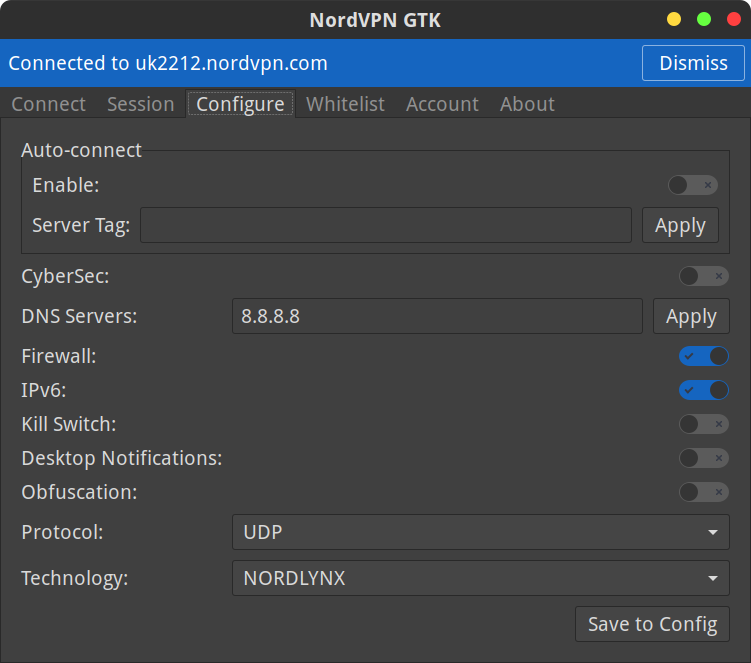 NordVPN GTK
Connected to uk2212.nordvpn.com Dismiss
Connect Session Configure Whitelist Account About
Auto-connect
Enable:
Server Tag: Apply
CyberSec:
DNS Servers: 8.8.8.8 Apply
Firewall:
IPv6:
Kill Switch:
Desktop Notifications:
Obfuscation:
Protocol: UDP
Technology: NORDLYNX
Save to Config